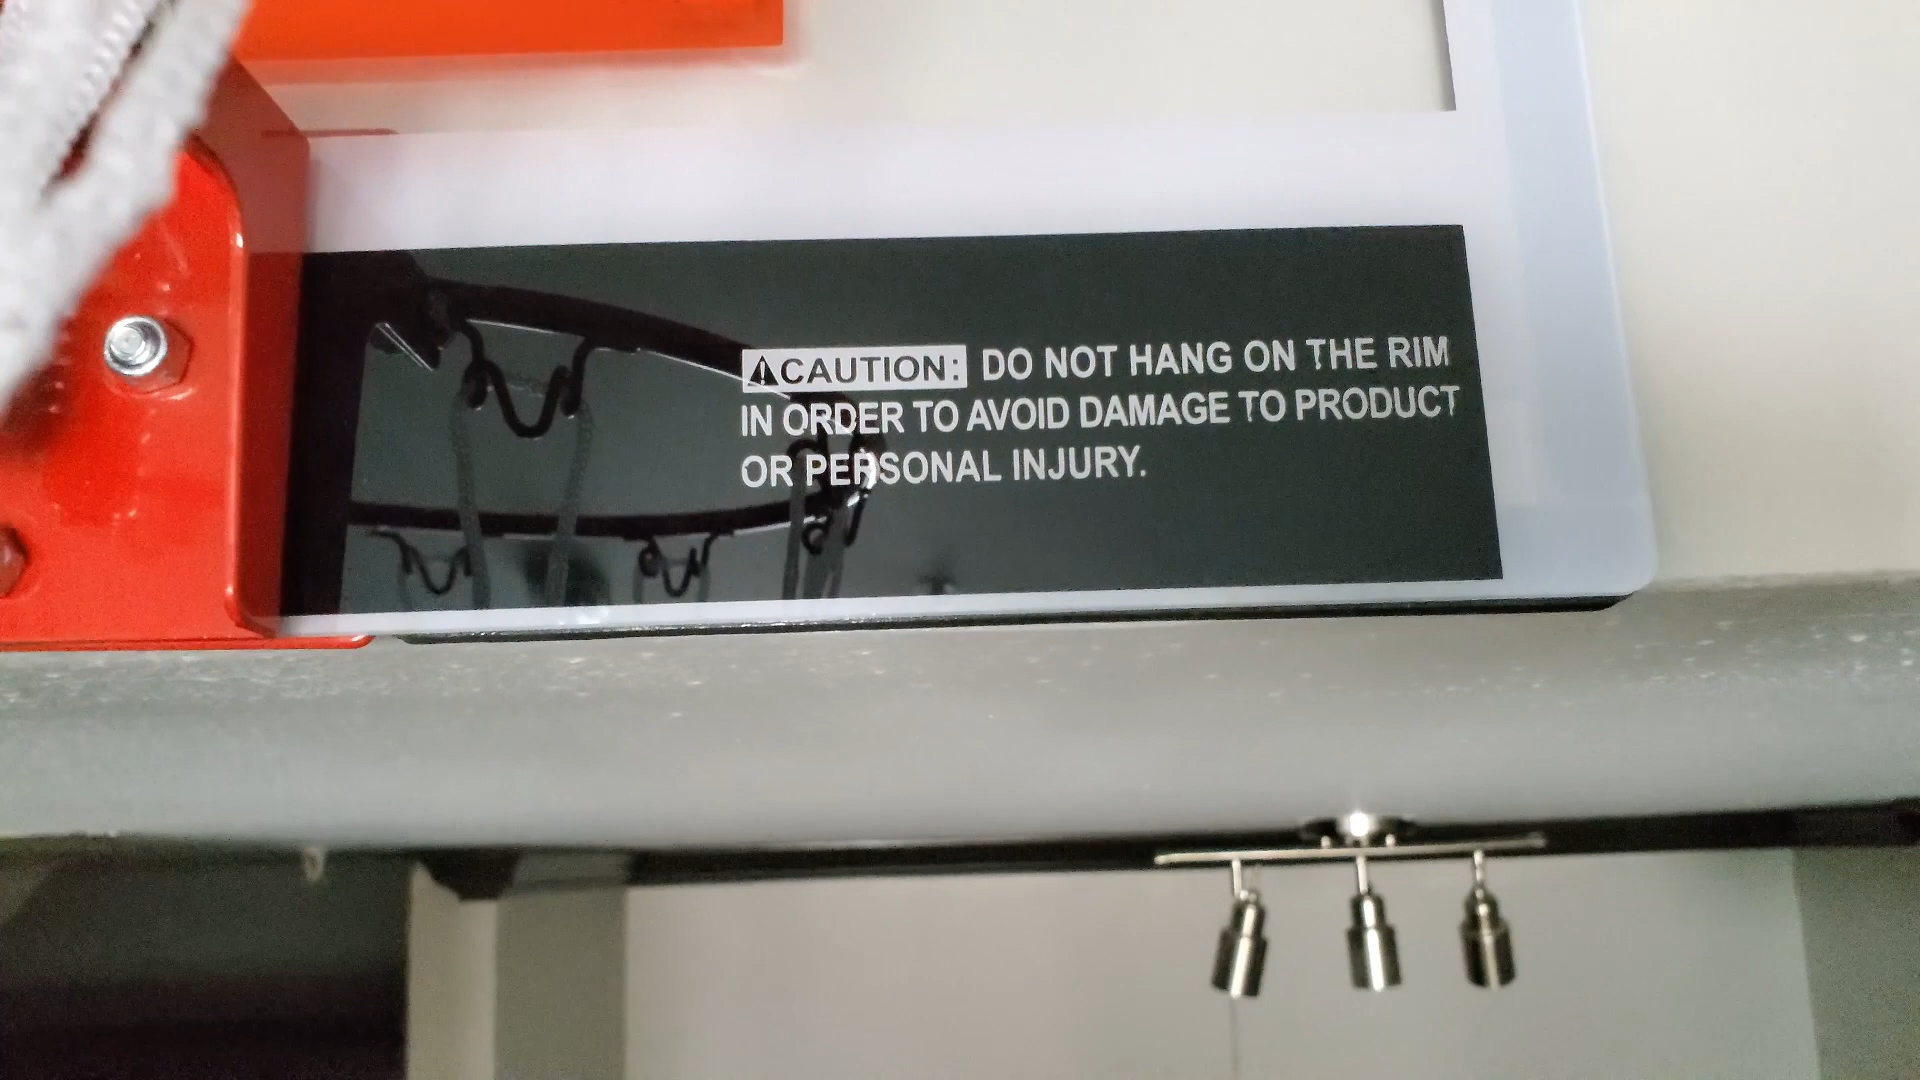 ⚠CAUTION: DO NOT HANG ON THE RIM
IN ORDER TO AVOID DAMAGE TO PRODUCT
OR PERSONAL INJURY.